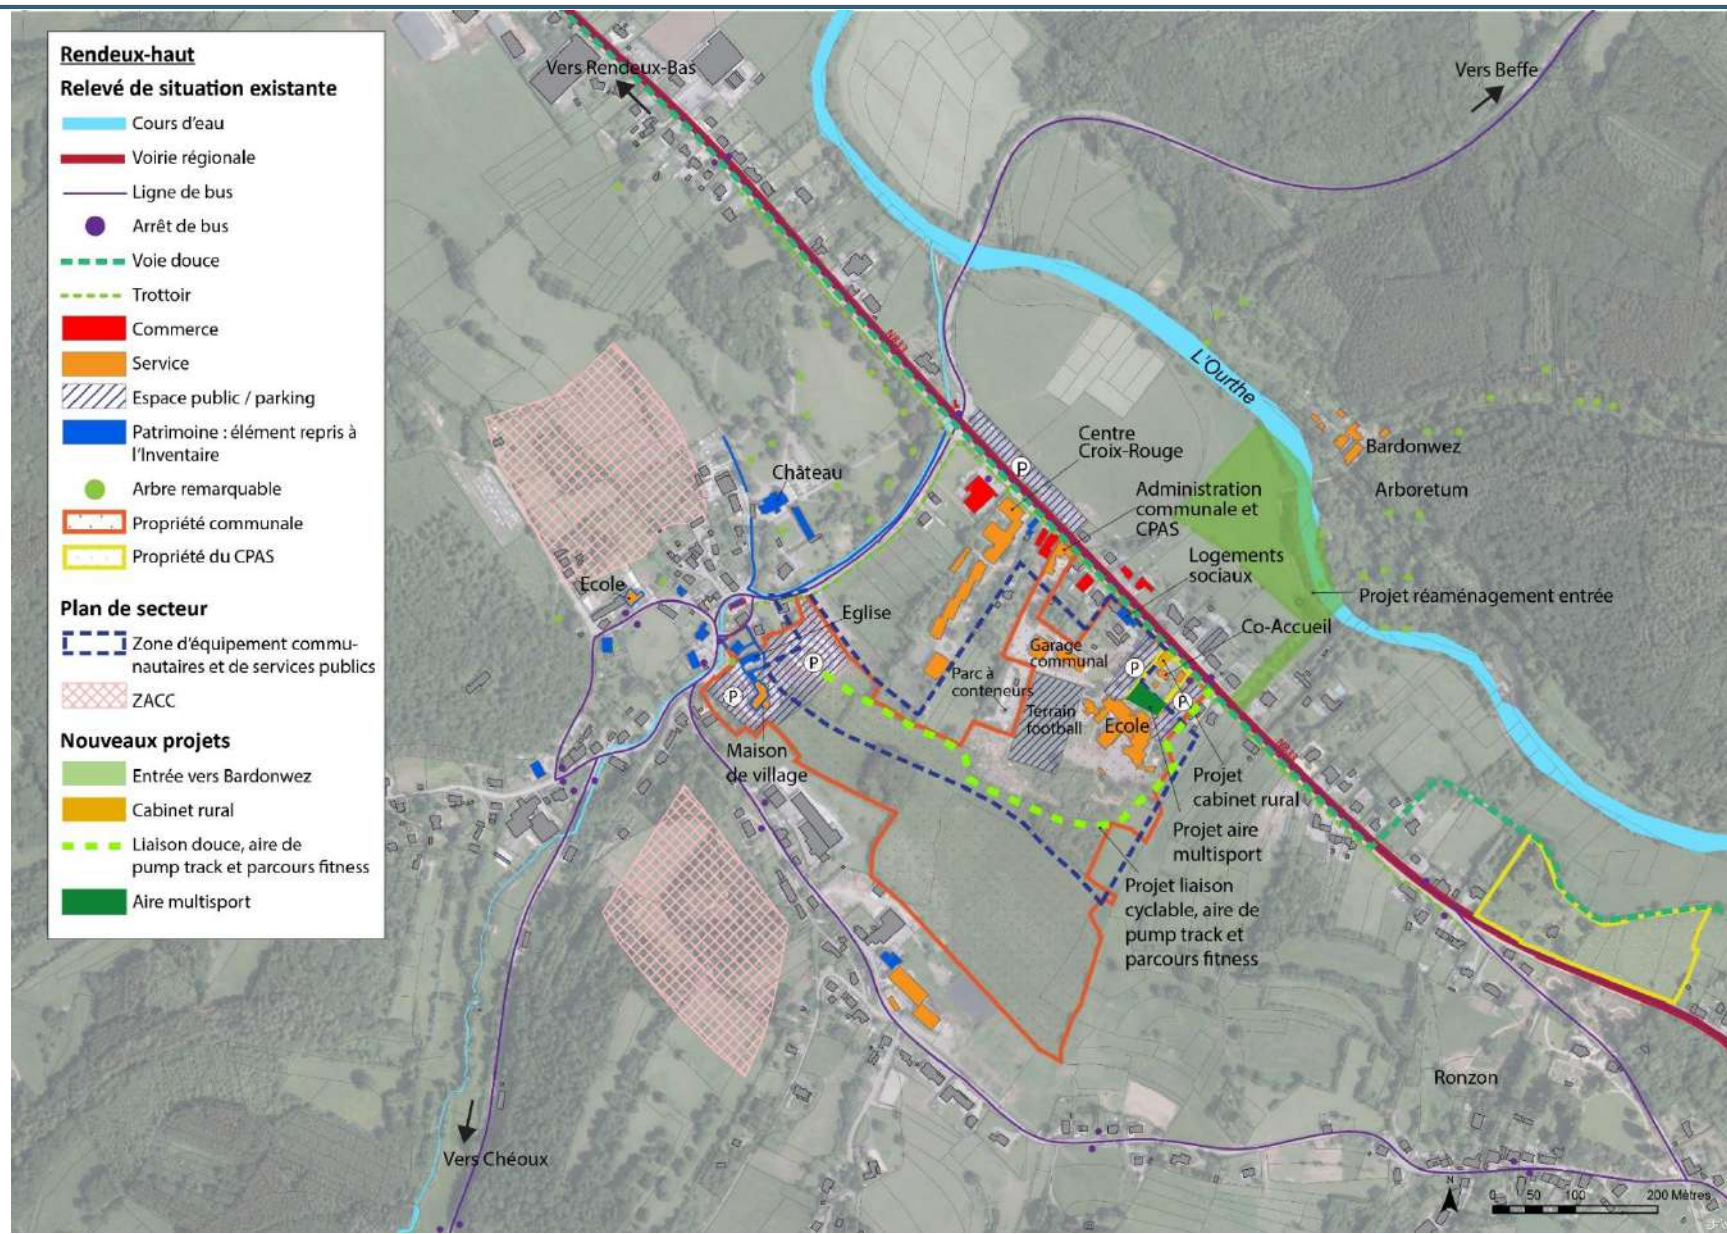 Rendeux-haut
Relevé de situation existante
Cours d'eau
Voirie régionale
Ligne de bus
Arrêt de bus
Voie douce
Trottoir
Commerce
Service
Espace public / parking
Patrimoine : élément repris à
l'Inventaire
Arbre remarquable
Propriété communale
Propriété du CPAS
Plan de secteur
Zone d'équipement commu-
nautaires et de services publics
ZACC
Nouveaux projets
Entrée vers Bardonwez
Cabinet rural
Liaison douce, aire de
pump track et parcours fitness
Aire multisport
Vers Rendeux-Bas
Vers Beffe
N833
L'Ourthe
Centre
Croix-Rouge
P
Bardonwez
Arboretum
Château
Administration
communale et
CPAS
Logements
sociaux
Projet réaménagement entrée
Ecole
Eglise
Co-Accueil
Garage
communal
Parc à
conteneurs
P
P
P
P
Terrain
football
Ecole
Maison
de village
Projet
cabinet rural
N833
Projet aire
multisport
Projet liaison
cyclable, aire de
pump track et
parcours fitness
Ronzon
Vers Chéoux
N
0 50 100 200 Mètres